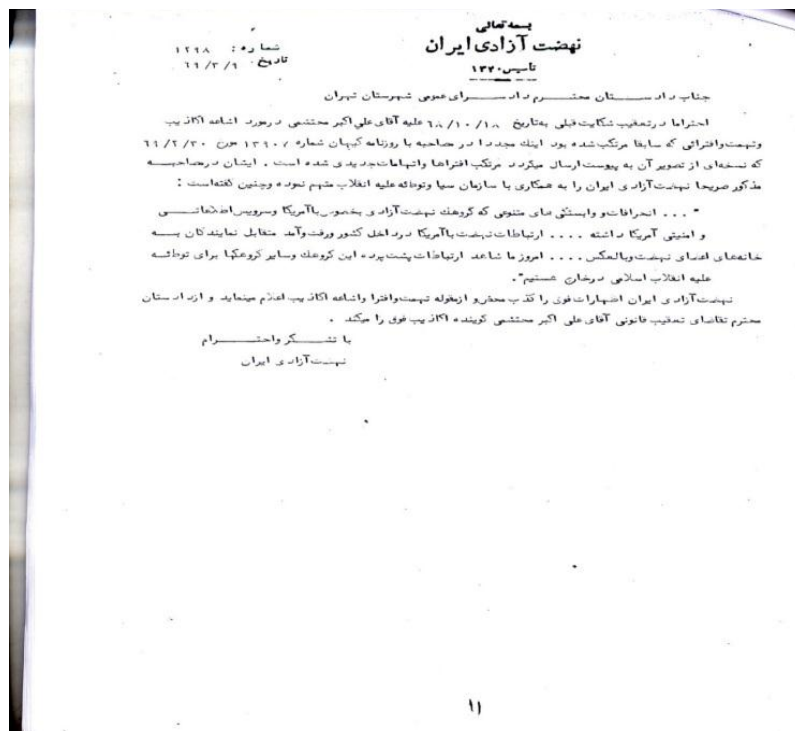 بسمه تعالی
نهضت آزادی ایران
تاسیس ۱۳۴۰
شماره : ۱۲۹۸
تاریخ : ۶۹/۳/۹
جناب دادستان محترم دادسرای عمومی شهرستان تهران
احتراما درتعقیب شکایت قبلی به‌تاریخ ۶۸/۱۰/۱۸ علیه آقای علی اکبر محتشمی درمورد اشاعه اکاذیب
وتهمت‌وافترائی که سابقا مرتکب شده بود اینک مجددا در مصاحبه با روزنامه کیهان شماره ۱۳۹۰۷ مورخ ۶۹/۲/۳۰
که نسخه‌ای از تصویر آن به پیوست ارسال میگردد مرتکب افتراها واتهامات‌جدیدی شده است . ایشان درمصاحبه
مذکور صریحا نهضت‌آزادی ایران را به همکاری با سازمان سیا وتوطئه علیه انقلاب متهم نموده وچنین گفته‌است :
" ... انحرافات‌و وابستگی های متنوعی که گروهک نهضت‌آزادی بخصوص باآمریکا وسرویس‌اطلاعاتی
و امنیتی آمریکا داشته .... ارتباطات‌نهضت‌باآمریکا درداخل کشور ورفت‌وآمد متقابل نمایندگان به
خانه‌های اعضای نهضت‌وبالعکس .... امروز ما شاهد ارتباطات‌پشت‌پرده این گروهک وسایر گروهکها برای توطئه
علیه انقلاب اسلامی درخارج هستیم".
نهضت‌آزادی ایران اظهارات‌فوق را کذب محض‌و ازمقوله تهمت‌وافترا واشاعه اکاذیب اعلام مینماید و ازدادستان
محترم تقاضای تعقیب قانونی آقای علی اکبر محتشمی گوینده اکاذیب فوق را میکند .
با تشکر واحترام
نهضت‌آزادی ایران
۱۱